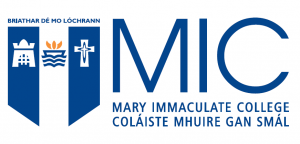 BRIATHAR DÉ MO LÓCHRANN
MIC
MARY IMMACULATE COLLEGE
COLÁISTE MHUIRE GAN SMÁL